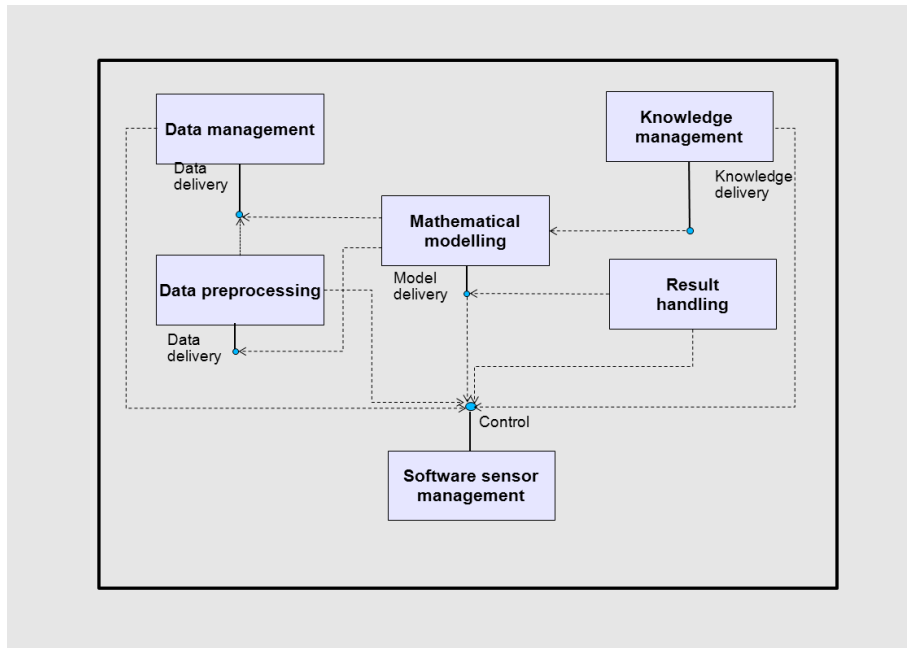 Data management
Knowledge
management
Data
delivery
Knowledge
delivery
Mathematical
modelling
Data preprocessing
Model
delivery
Result
handling
Data
delivery
Control
Software sensor
management